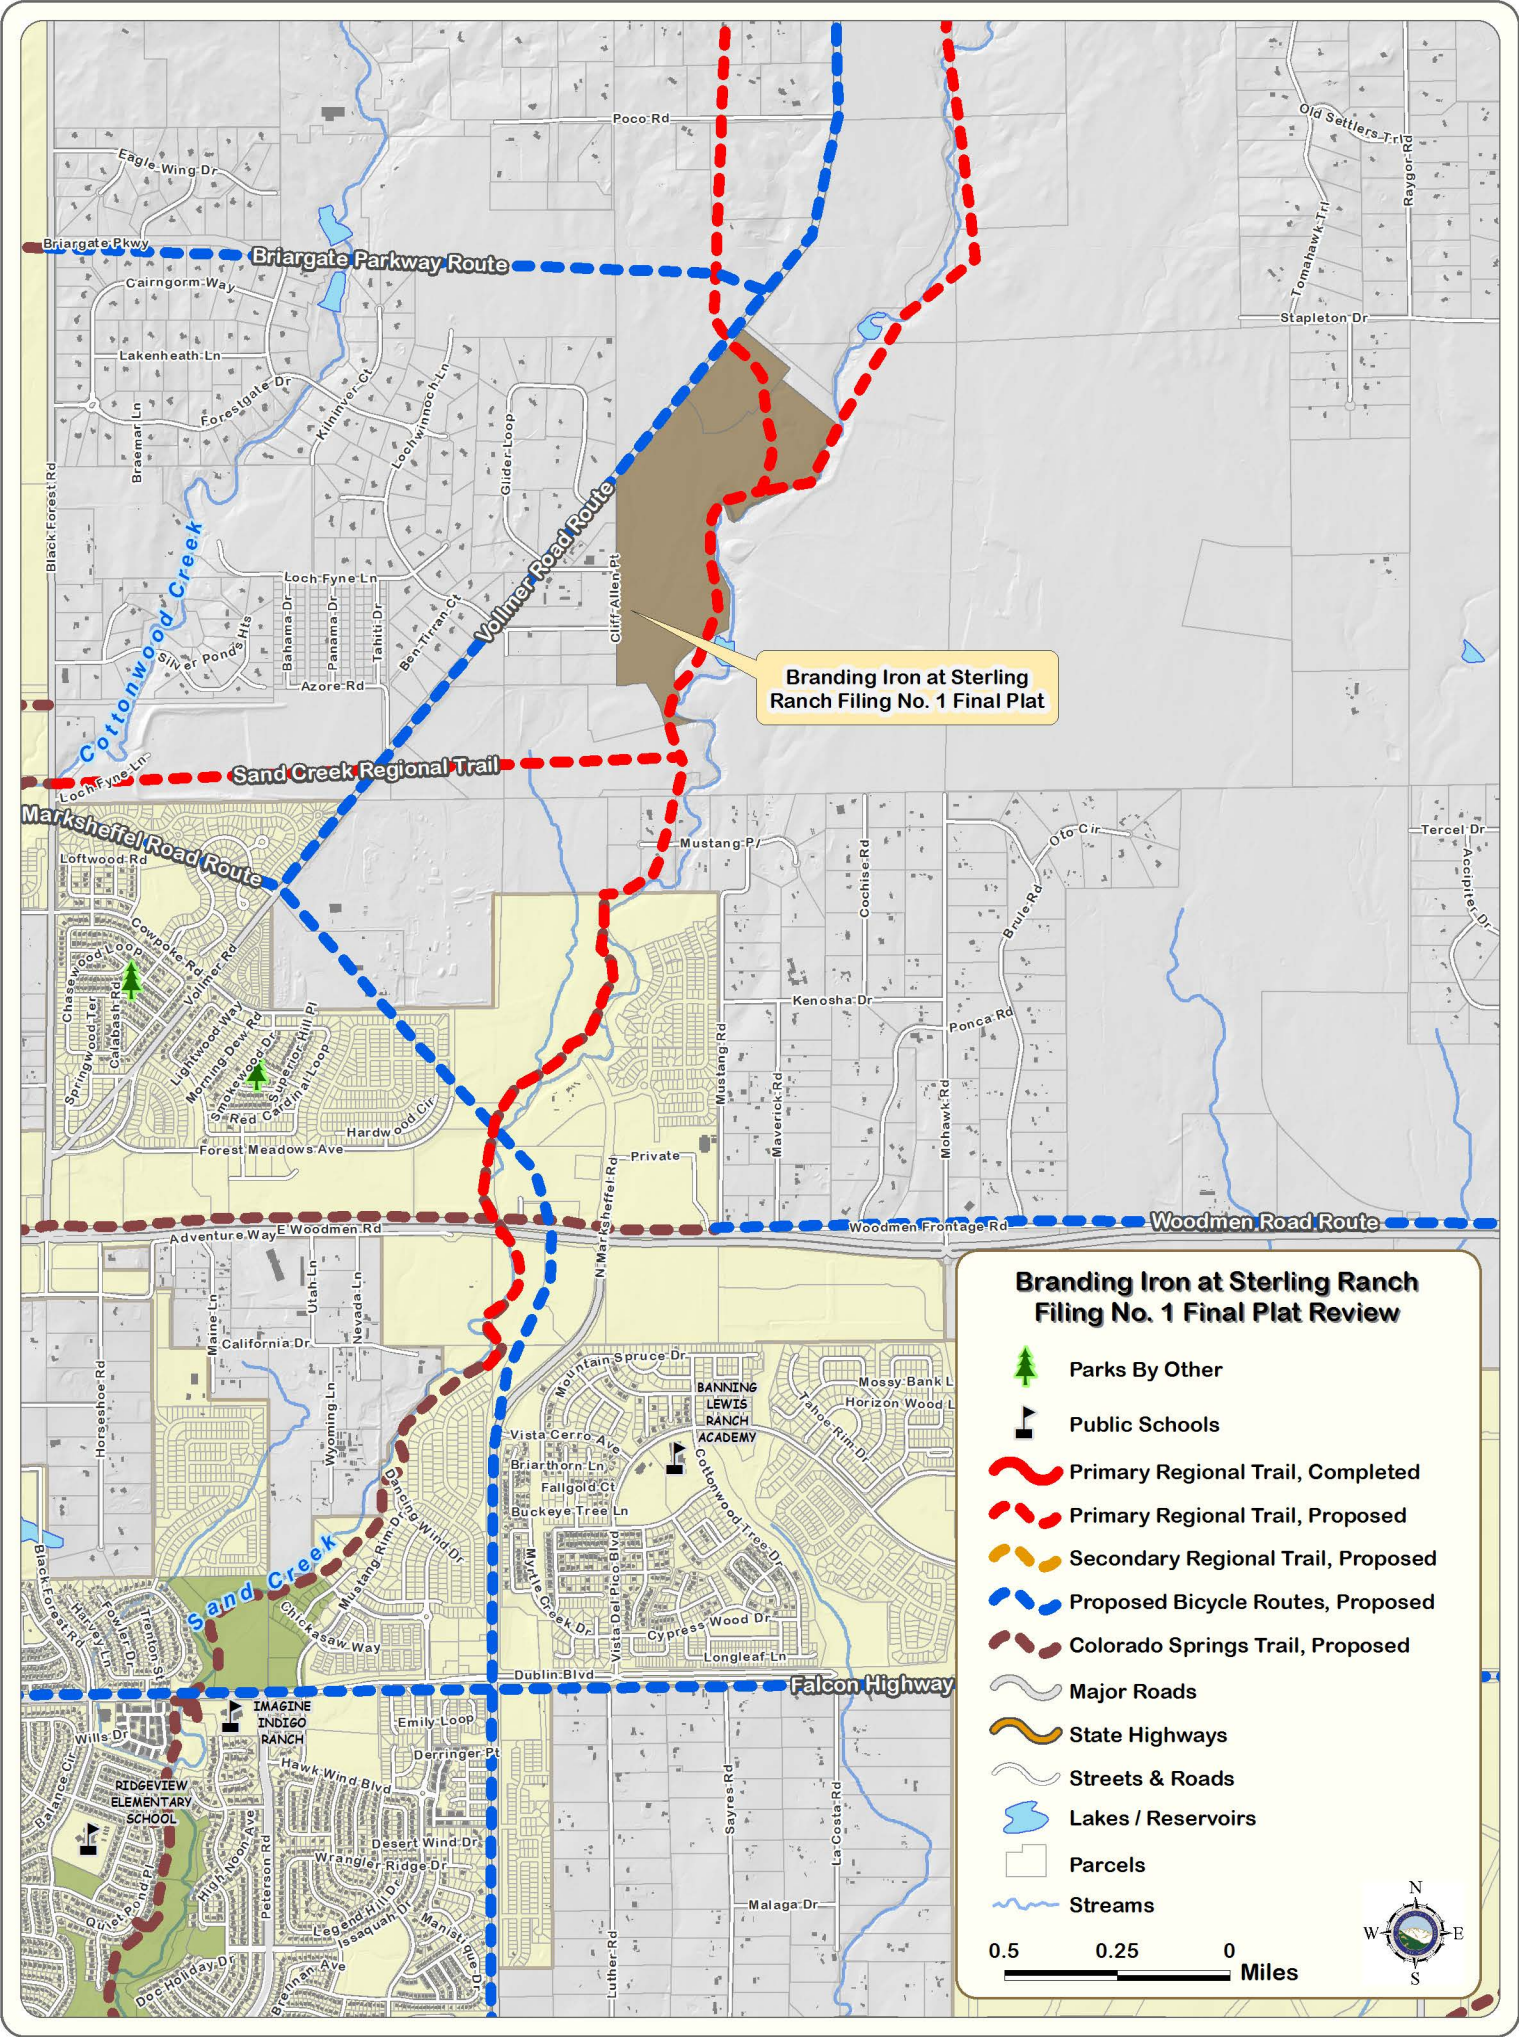 Poco Rd
Old Settlers Trl
Raygor Rd
Eagle Wing Dr
Tomahawk Trl
Briargate Pkwy
Briargate Parkway Route
Cairngorm Way
Stapleton Dr
Lakenheath Ln
Forestgate Dr
Kilninver Ct
Lochwinnoch Ln
Braemar Ln
Glider Loop
Black Forest Rd
Vollmer Road Route
Cottonwood Creek
Loch Fyne Ln
Cliff Allen Pt
Bahama Dr
Panama Dr
Tahiti Dr
Ben Tirran Ct
Silver Ponds Hts
Azore Rd
Branding Iron at Sterling
Ranch Filing No. 1 Final Plat
Sand Creek Regional Trail
Loch Fyne Ln
Marksheffel Road Route
Loftwood Rd
Mustang Pl
Cochise Rd
Oto Cir
Brule Rd
Tercel Dr
Accipiter Dr
Cowpoke Rd
Chasewood Loop
Vollmer Rd
Springwood Ter
Calabash Rd
Lightwood Way
Morning Dew Rd
Smokewood Dr
Superior Hill Pl
Red Cardinal Loop
Hardwood Cir
Forest Meadows Ave
Kenosha Dr
Ponca Rd
Mustang Rd
Maverick Rd
Mohawk Rd
Private
N Marksheffel Rd
E Woodmen Rd
Adventure Way
Woodmen Frontage Rd
Woodmen Road Route
Utah Ln
Nevada Ln
Maine Ln
California Dr
Horseshoe Rd
Wyoming Ln
Mountain Spruce Dr
BANNING
LEWIS
RANCH
ACADEMY
Mossy Bank L
Horizon Wood L
Tahoe Rim Dr
Vista Cerro Ave
Briarthorn Ln
Fallgold Ct
Buckeye Tree Ln
Cottonwood Tree Dr
Dancing Wind Dr
Mustang Rim Dr
Myrtle Creek Dr
Vista Del Pico Blvd
Cypress Wood Dr
Longleaf Ln
Sand Creek
Chickasaw Way
Black Forest Rd
Harvey Ln
Fowler Dr
Trenton St
Dublin Blvd
Falcon Highway
IMAGINE
INDIGO
RANCH
Wills Dr
Emily Loop
Derringer Pt
Hawk Wind Blvd
Balance Cir
RIDGEVIEW
ELEMENTARY
SCHOOL
Sayres Rd
La Costa Rd
Desert Wind Dr
Wrangler Ridge Dr
High Noon Ave
Peterson Rd
Legend Hill Dr
Issaquah Dr
Manistique Dr
Quiet Pond Pl
Doc Holiday Dr
Brennan Ave
Luther Rd
Malaga Dr
Branding Iron at Sterling Ranch
Filing No. 1 Final Plat Review
Parks By Other
Public Schools
Primary Regional Trail, Completed
Primary Regional Trail, Proposed
Secondary Regional Trail, Proposed
Proposed Bicycle Routes, Proposed
Colorado Springs Trail, Proposed
Major Roads
State Highways
Streets & Roads
Lakes / Reservoirs
Parcels
Streams
0.5 0.25 0
Miles
N
W E
S